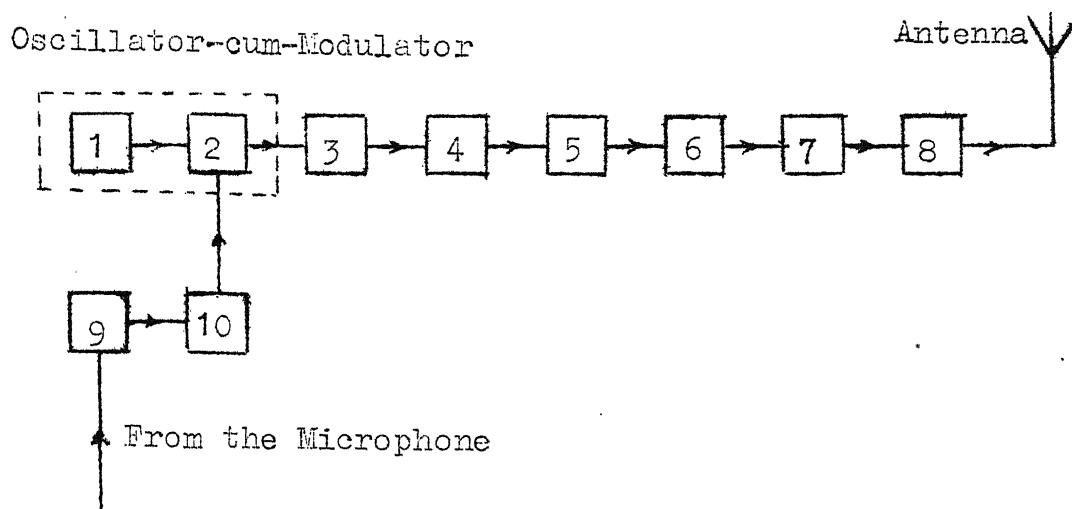 Oscillator-cum-Modulator
Antenna
1 2 3 4 5 6 7 8
9 10
From the Microphone